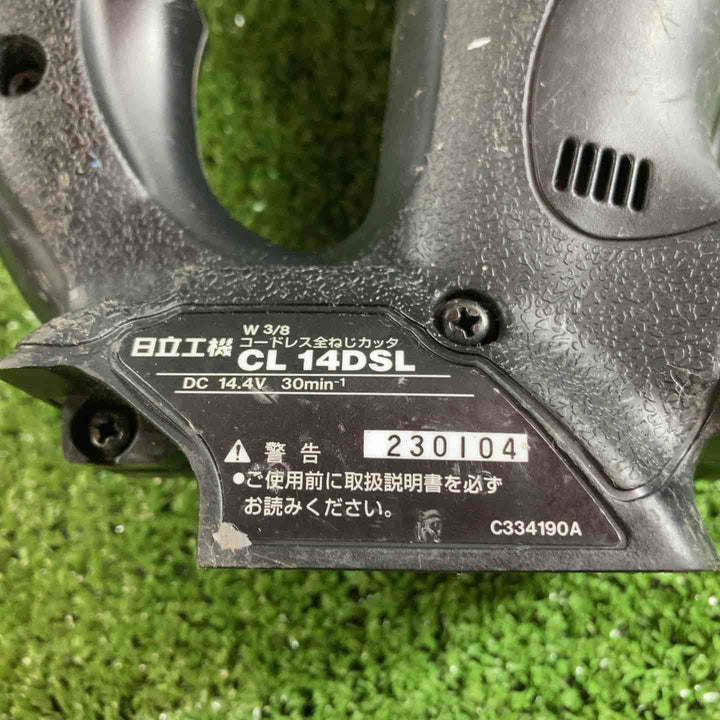 W 3/8
日立工機 コードレス全ねじカッタ
CL 14DSL
DC 14.4V 30min⁻¹
警告 230104
●ご使用前に取扱説明書を必ず
お読みください。
C334190A